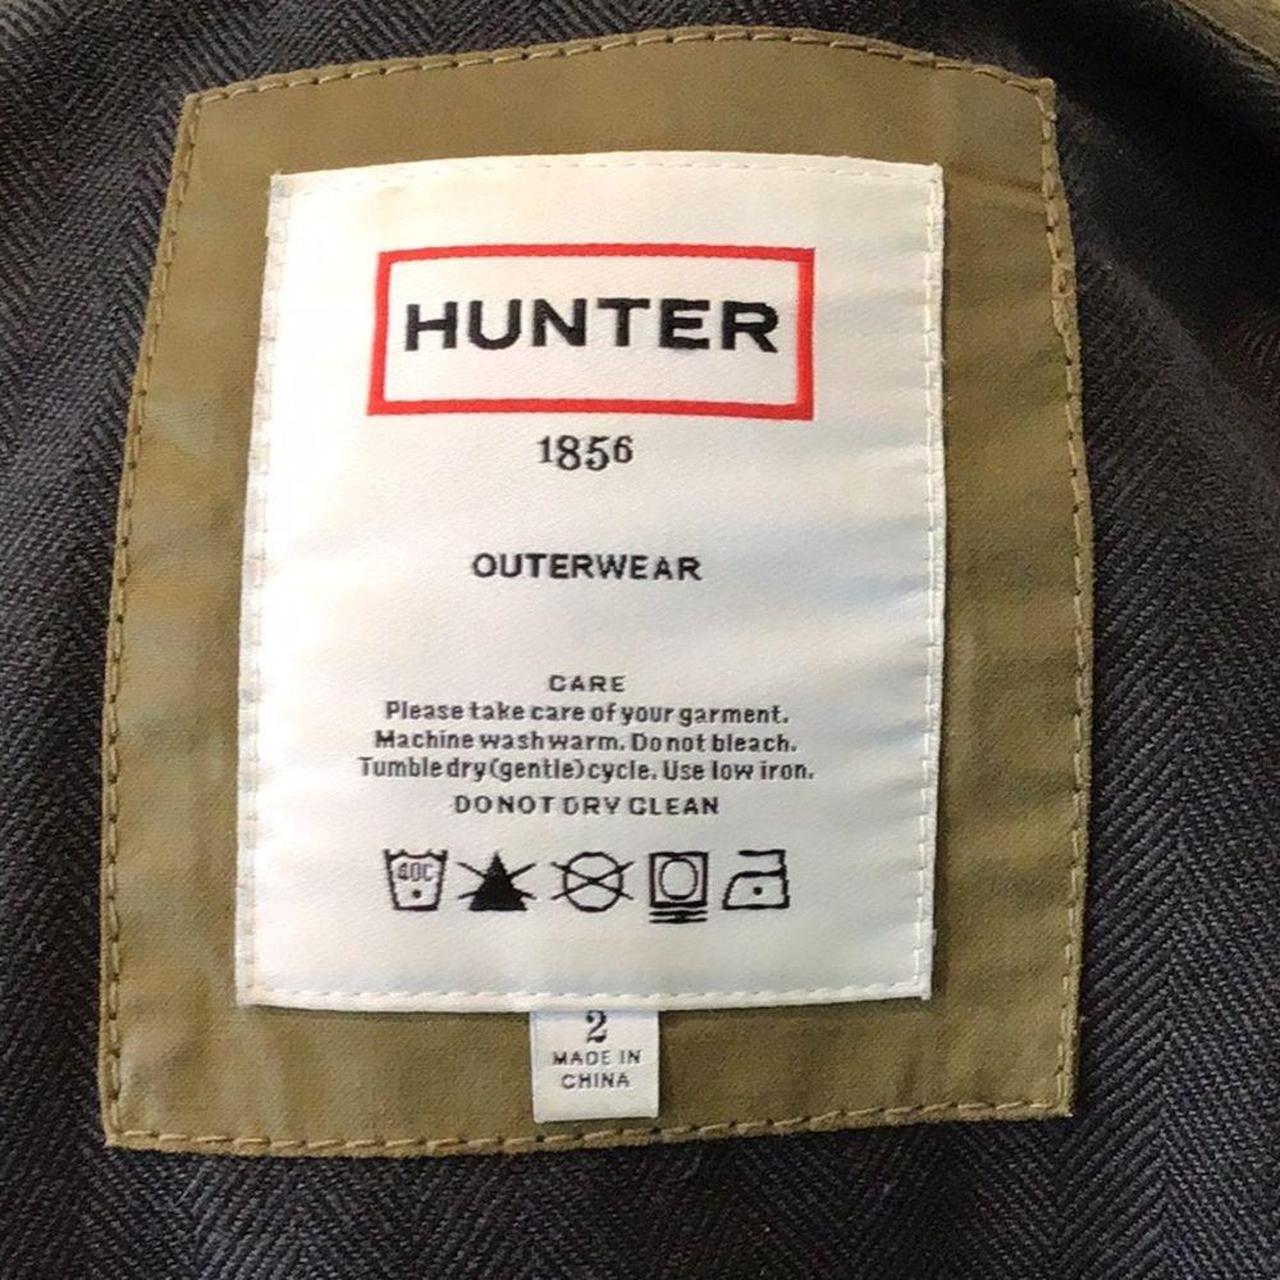 HUNTER
1856
OUTERWEAR
CARE
Please take care of your garment.
Machine wash warm. Do not bleach.
Tumble dry (gentle) cycle. Use low iron.
DO NOT DRY CLEAN
40C
2
MADE IN
CHINA